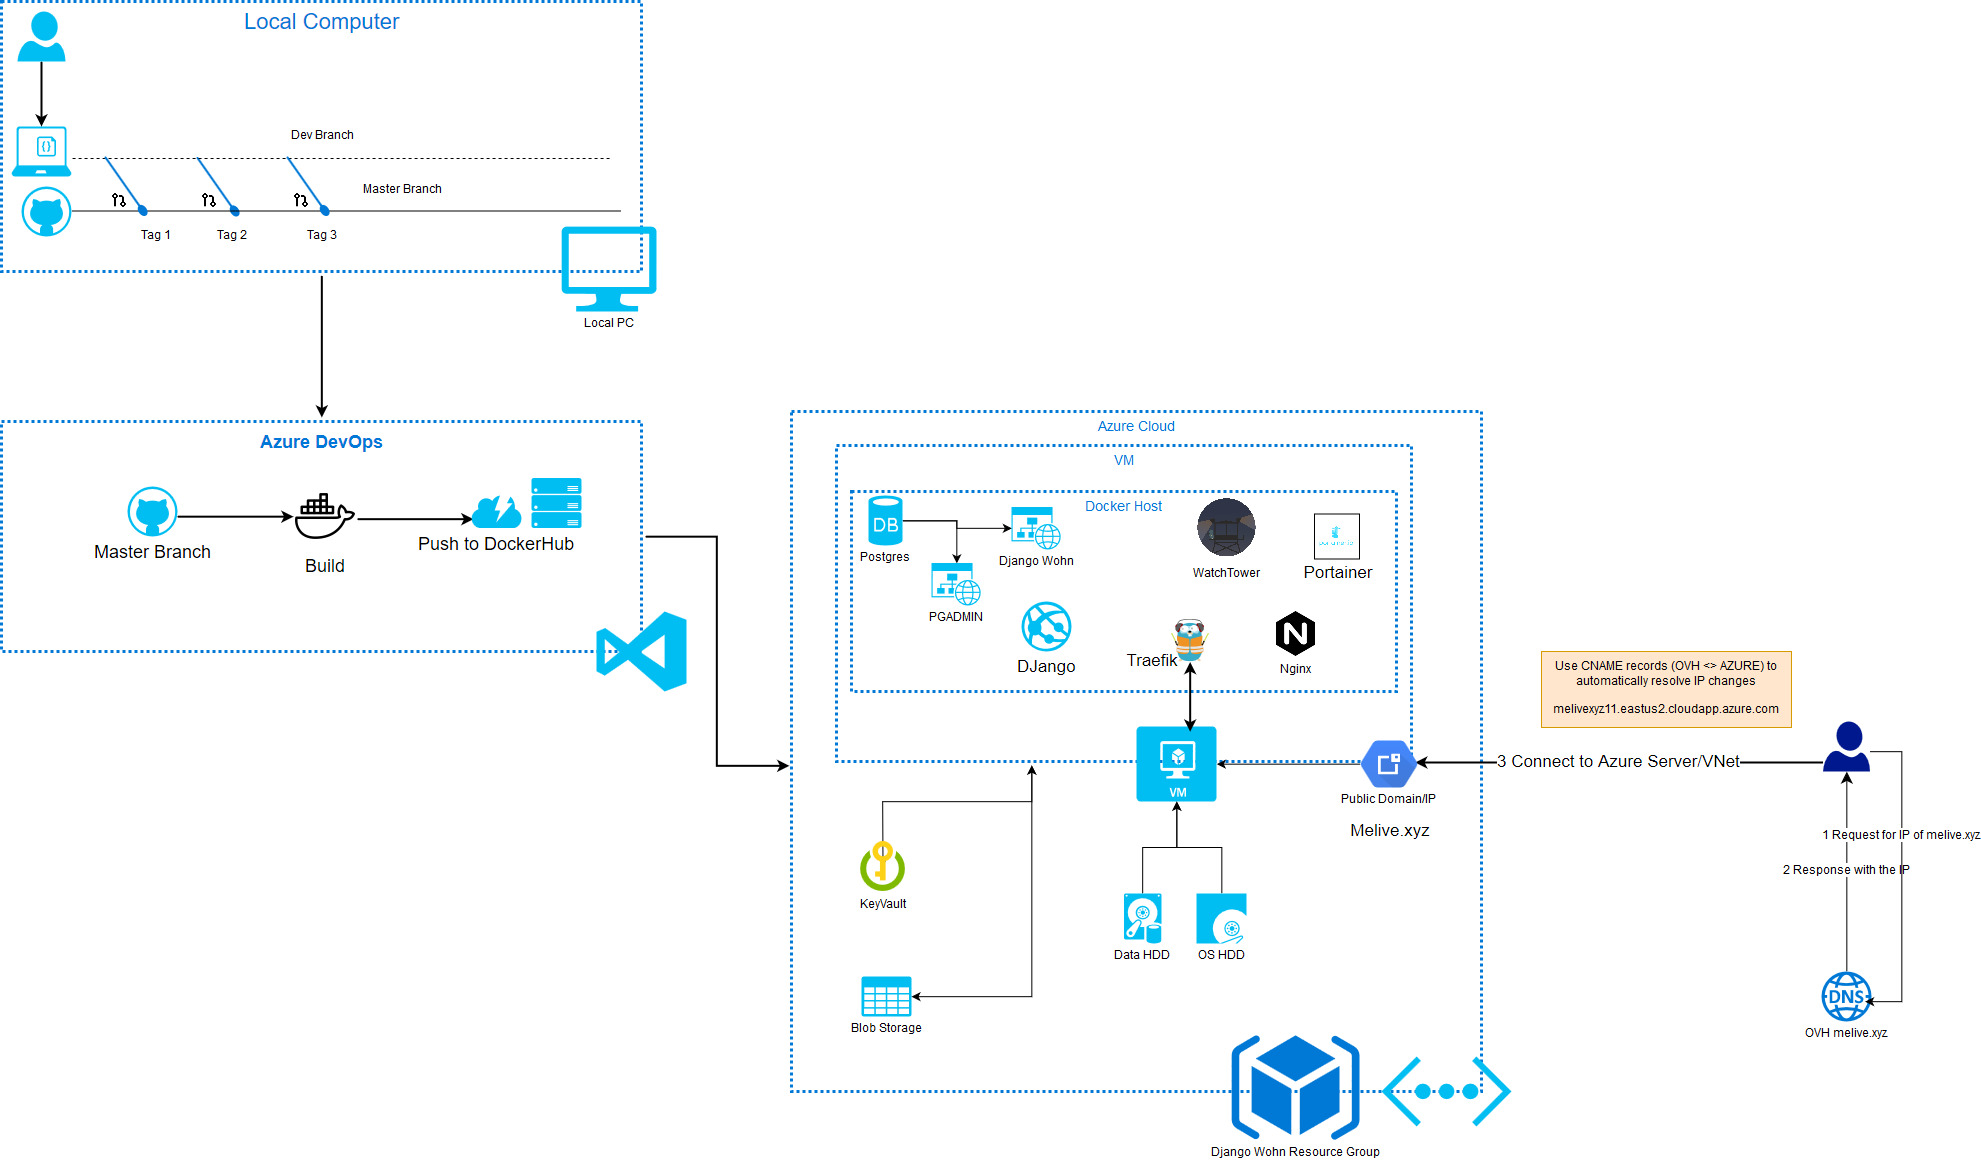 Local Computer
Dev Branch
Master Branch
Tag 1
Tag 2
Tag 3
Local PC
Azure DevOps
Master Branch
Build
Push to DockerHub
Azure Cloud
VM
Docker Host
DB
Postgres
Django Wohn
PGADMIN
WatchTower
portainer.io
Portainer
DJango
Traefik
N
Nginx
VM
Public Domain/IP
Melive.xyz
KeyVault
Data HDD
OS HDD
Blob Storage
Django Wohn Resource Group
Use CNAME records (OVH <> AZURE) to
automatically resolve IP changes
melivexyz11.eastus2.cloudapp.azure.com
3 Connect to Azure Server/VNet
1 Request for IP of melive.xyz
2 Response with the IP
DNS
OVH melive.xyz